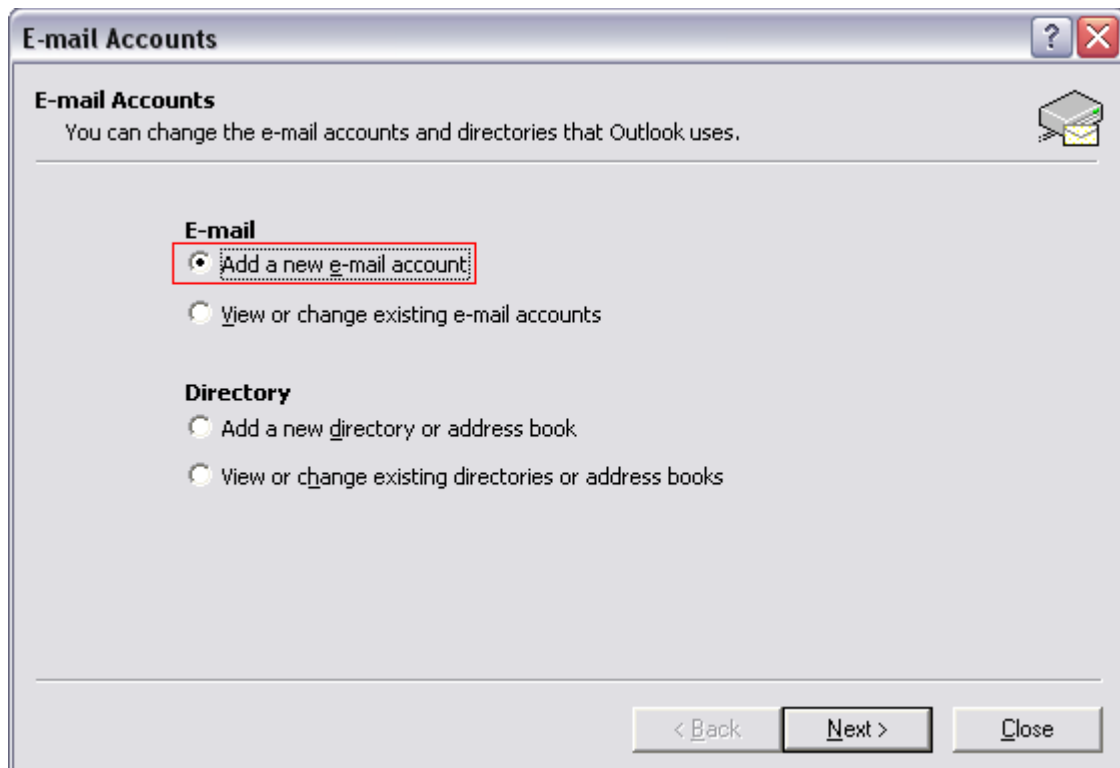 E-mail Accounts
E-mail Accounts
You can change the e-mail accounts and directories that Outlook uses.
E-mail
Add a new e-mail account
View or change existing e-mail accounts
Directory
Add a new directory or address book
View or change existing directories or address books
< Back Next > Close